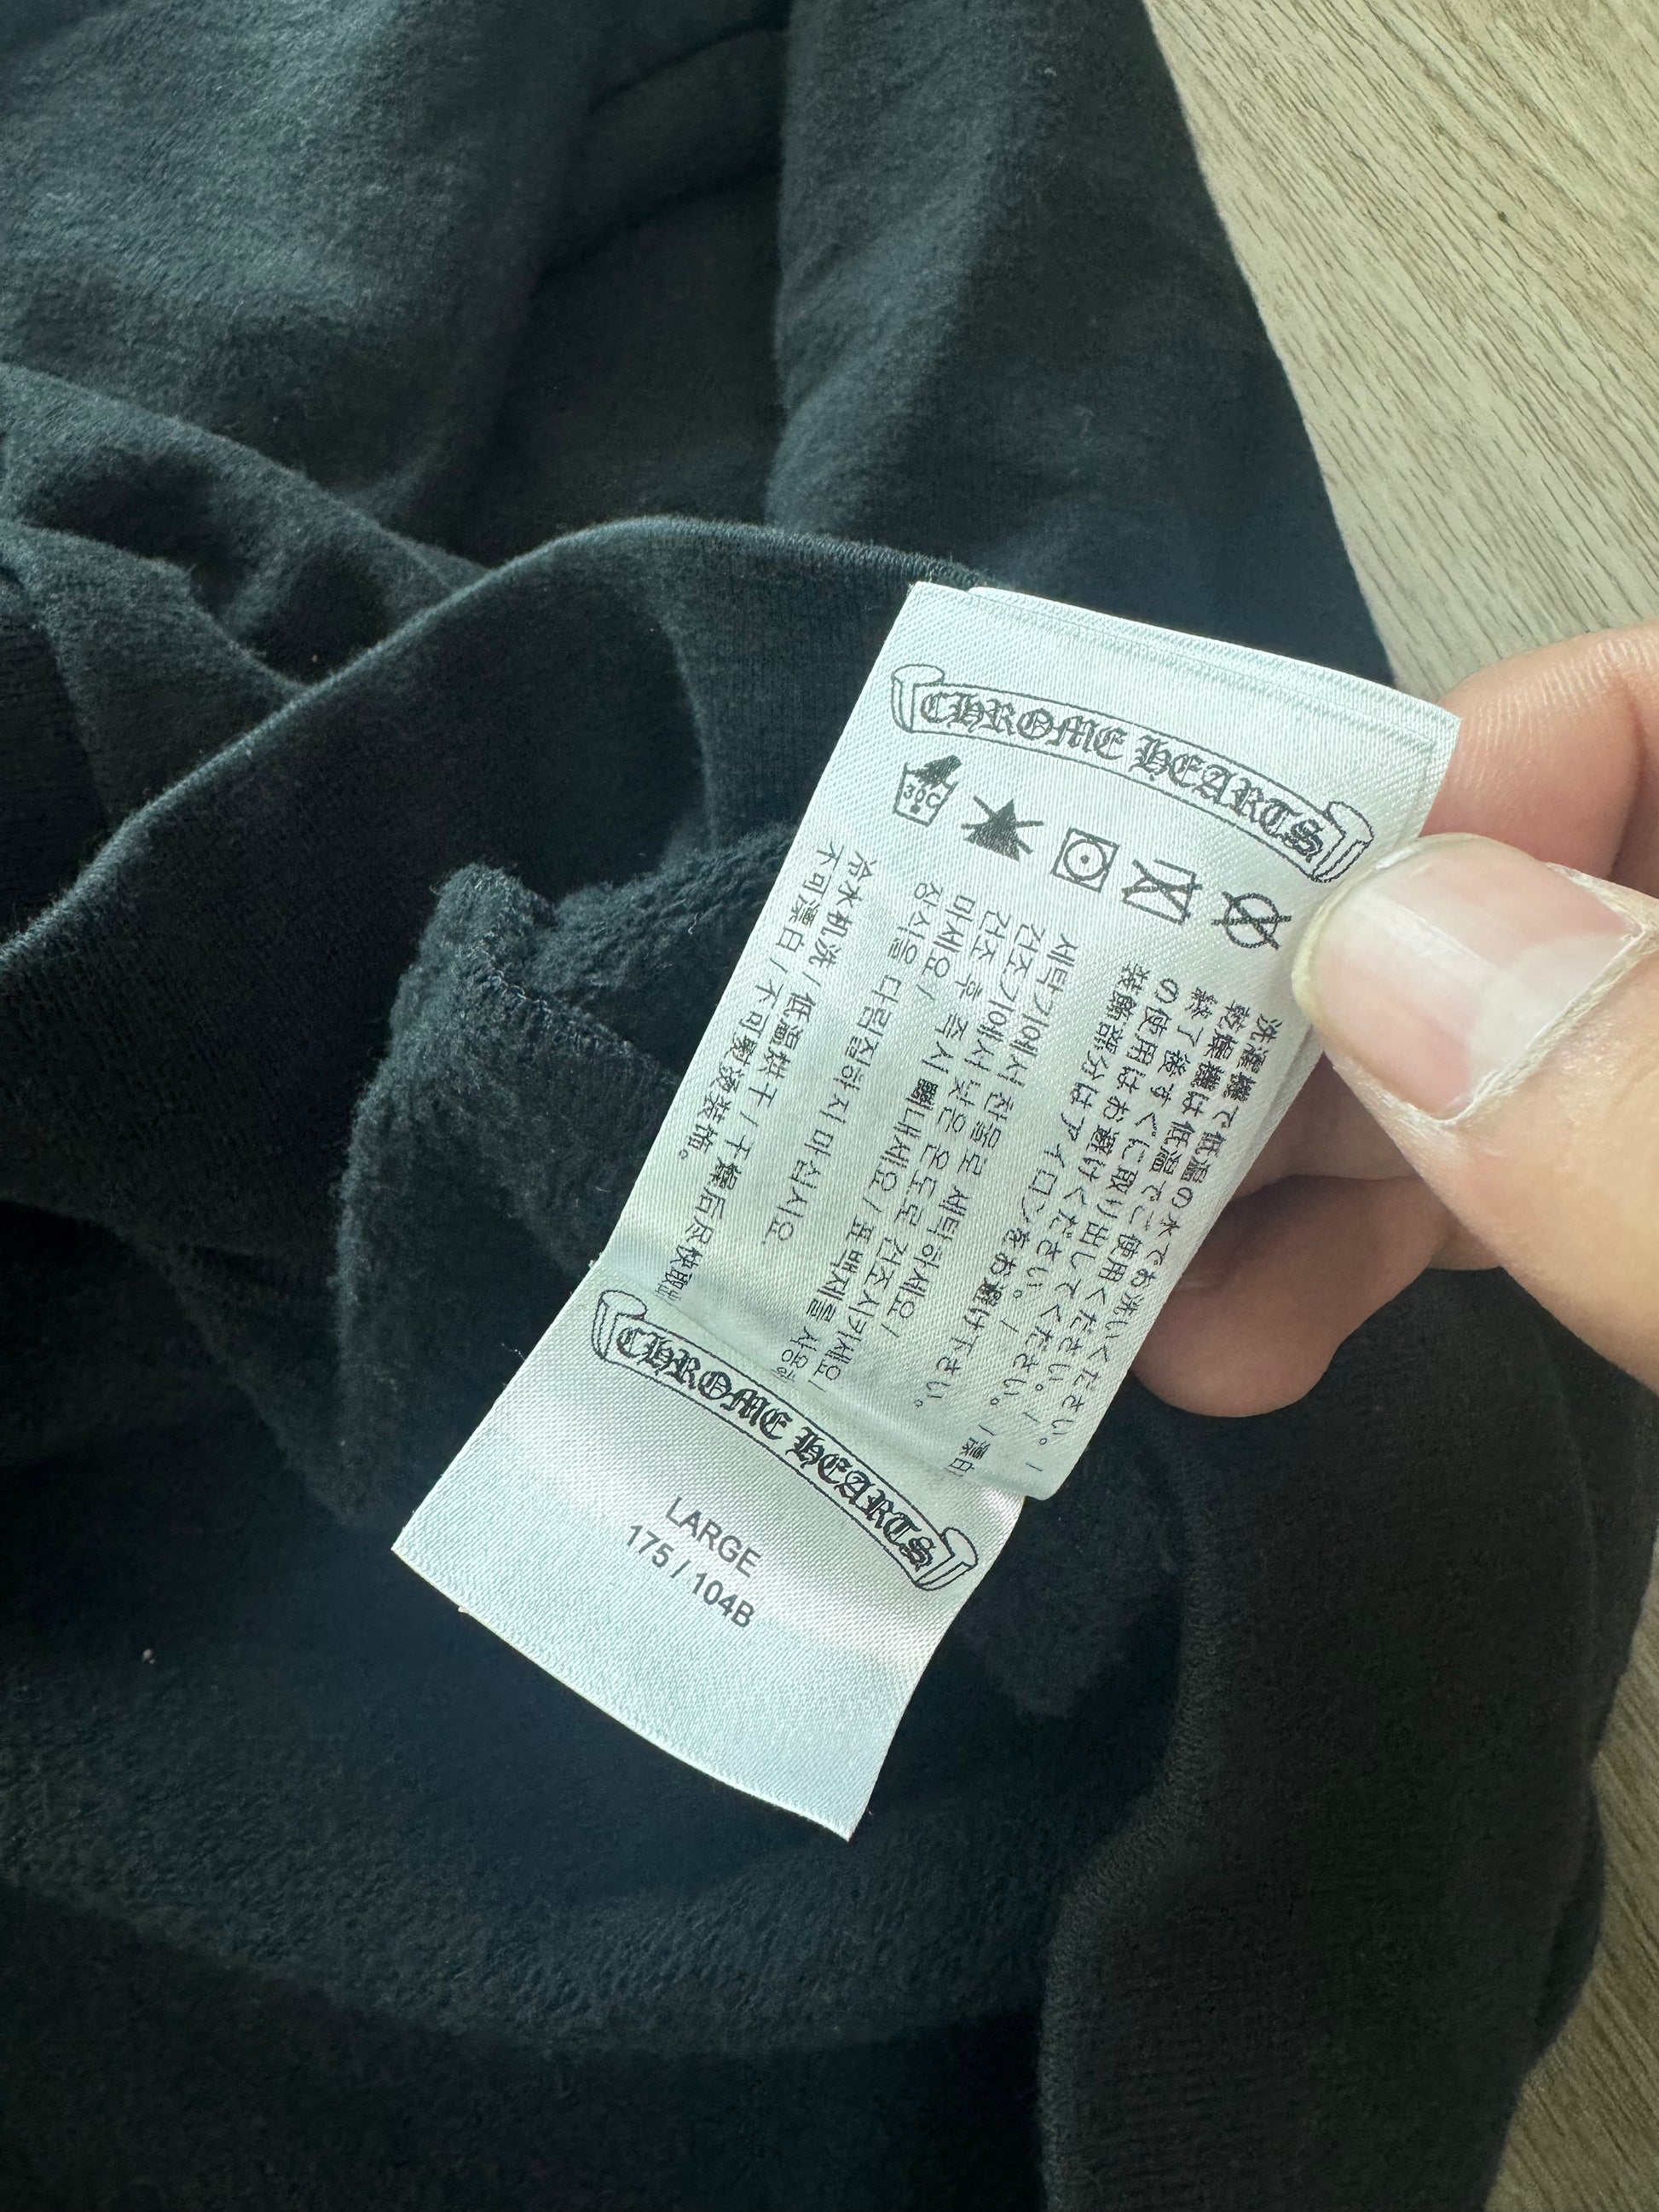 CHROME HEARTS
30C
洗濯機で低温の水でお洗いください。/
乾燥機は低温でご使用ください。/
終了後すぐに取り出してください。/ 漂白
の使用はお避けください。/
装飾部分はアイロンをお避け下さい。
세탁기에서 찬물로 세탁하세요 /
건조기에서 낮은 온도로 건조시키세요 /
건조 후 즉시 꺼내세요 / 표백제를 사용하
마세요 /
장식을 다림질하지 마십시오.
冷水机洗 / 低温烘干 / 干燥后尽快取出
不可漂白 / 不可熨烫装饰。
CHROME HEARTS
LARGE
175 / 104B